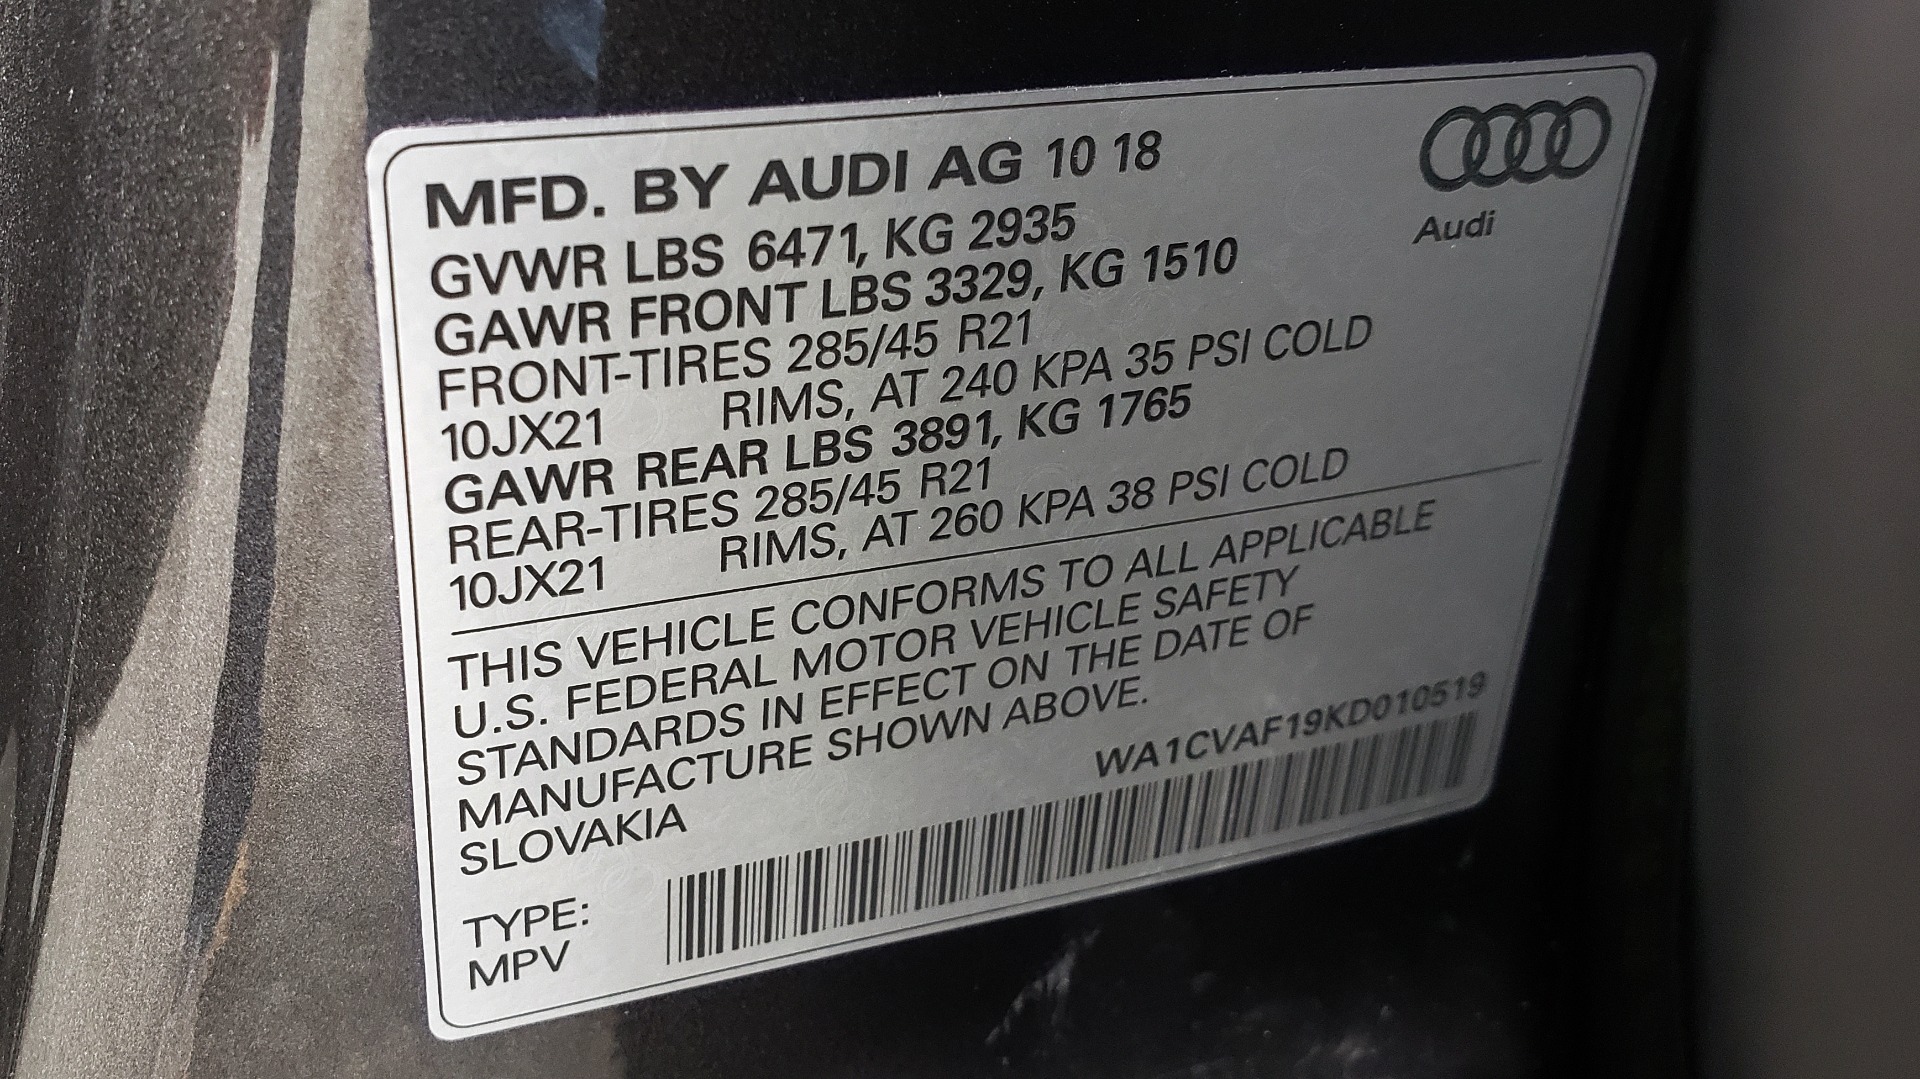 MFD. BY AUDI AG 10 18
Audi
GVWR LBS 6471, KG 2935
GAWR FRONT LBS 3329, KG 1510
FRONT-TIRES 285/45 R21
10JX21 RIMS, AT 240 KPA 35 PSI COLD
GAWR REAR LBS 3891, KG 1765
REAR-TIRES 285/45 R21
10JX21 RIMS, AT 260 KPA 38 PSI COLD
THIS VEHICLE CONFORMS TO ALL APPLICABLE
U.S. FEDERAL MOTOR VEHICLE SAFETY
STANDARDS IN EFFECT ON THE DATE OF
MANUFACTURE SHOWN ABOVE.
SLOVAKIA
WA1CVAF19KD010519
TYPE:
MPV